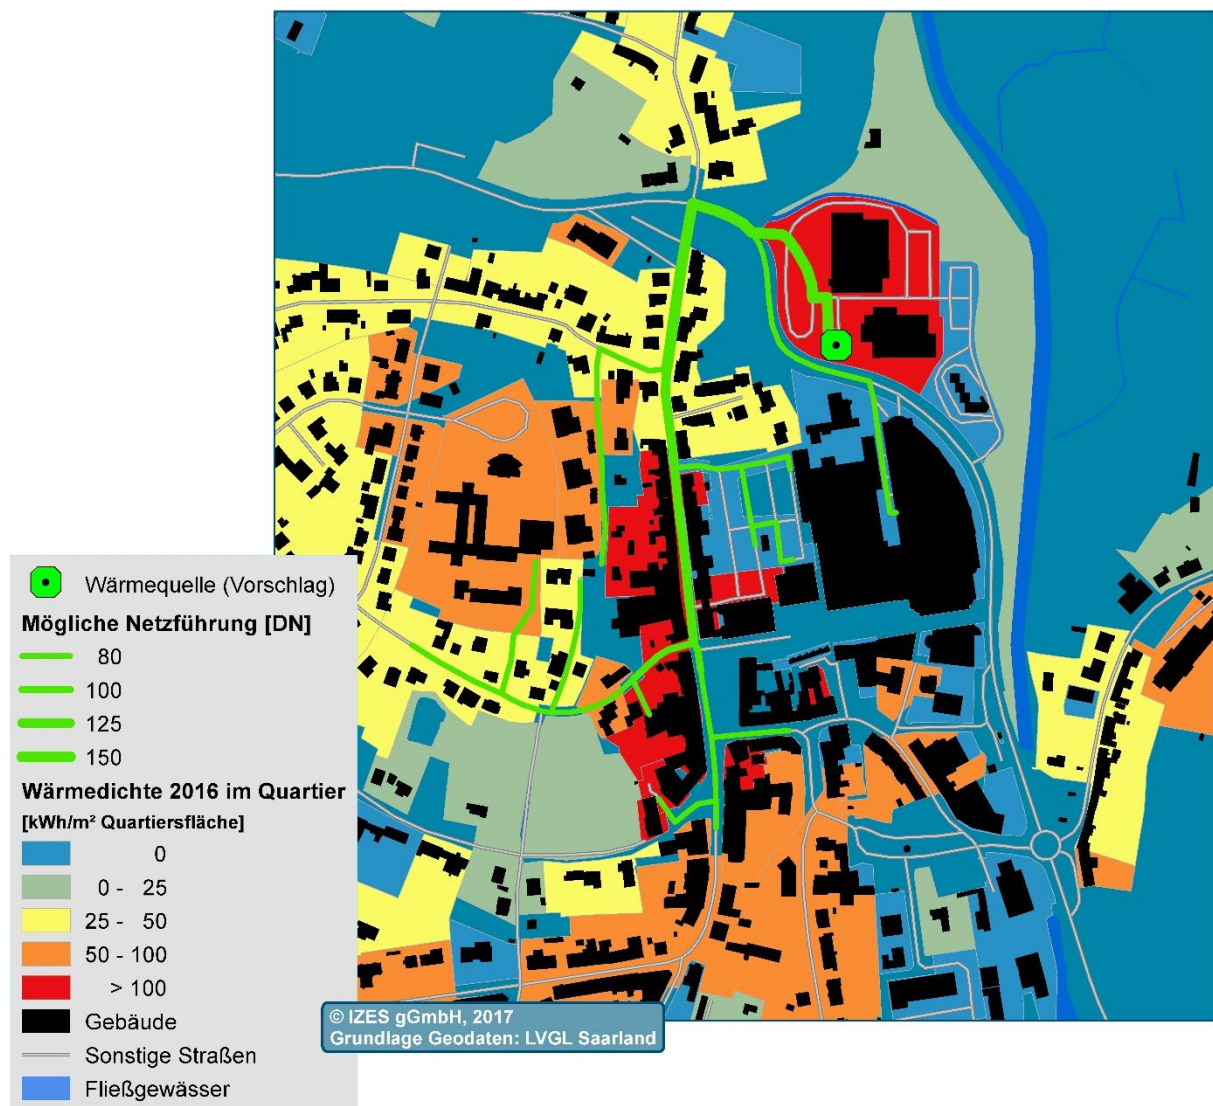 Wärmequelle (Vorschlag)
Mögliche Netzführung [DN]
80
100
125
150
Wärmedichte 2016 im Quartier
[kWh/m² Quartiersfläche]
0
0 - 25
25 - 50
50 - 100
> 100
Gebäude
Sonstige Straßen
Fließgewässer
© IZES gGmbH, 2017
Grundlage Geodaten: LVGL Saarland